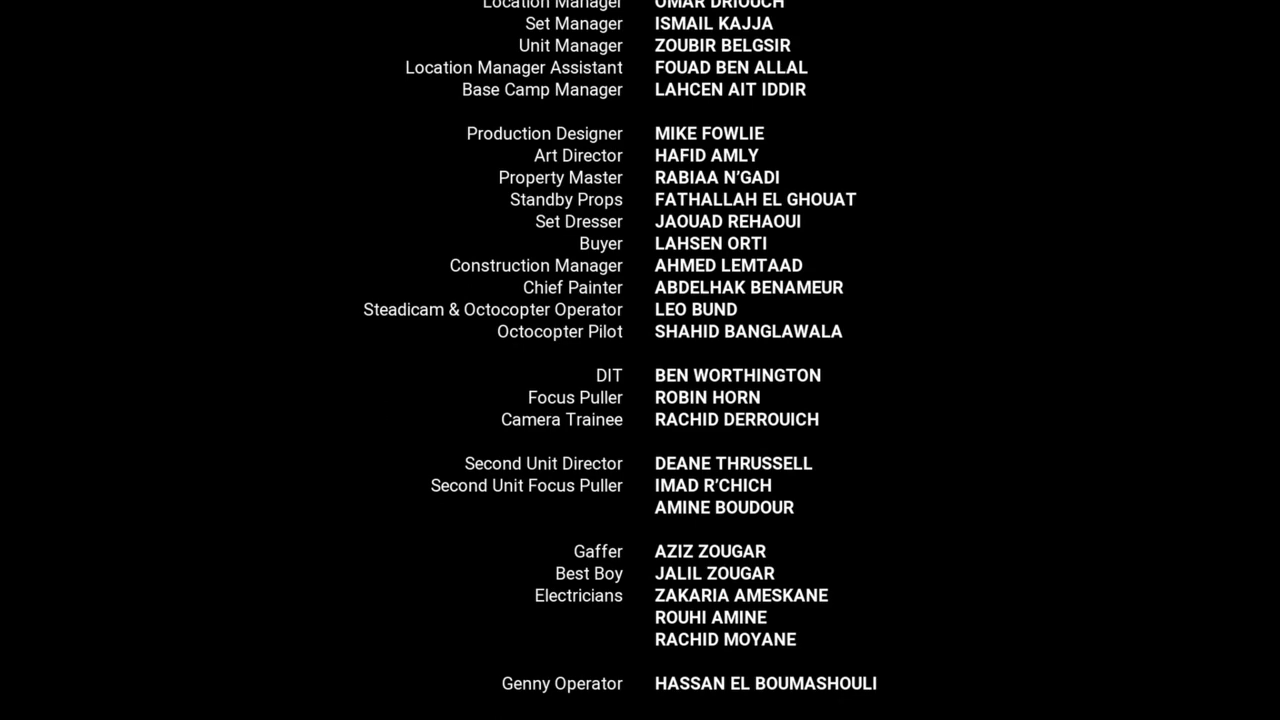 Location Manager OMAR DRIOUCH
Set Manager ISMAIL KAJJA
Unit Manager ZOUBIR BELGSIR
Location Manager Assistant FOUAD BEN ALLAL
Base Camp Manager LAHCEN AIT IDDIR
Production Designer MIKE FOWLIE
Art Director HAFID AMLY
Property Master RABIAA N’GADI
Standby Props FATHALLAH EL GHOUAT
Set Dresser JAOUAD REHAOUI
Buyer LAHSEN ORTI
Construction Manager AHMED LEMTAAD
Chief Painter ABDELHAK BENAMEUR
Steadicam & Octocopter Operator LEO BUND
Octocopter Pilot SHAHID BANGLAWALA
DIT BEN WORTHINGTON
Focus Puller ROBIN HORN
Camera Trainee RACHID DERROUICH
Second Unit Director DEANE THRUSSELL
Second Unit Focus Puller IMAD R’CHICH
AMINE BOUDOUR
Gaffer AZIZ ZOUGAR
Best Boy JALIL ZOUGAR
Electricians ZAKARIA AMESKANE
ROUHI AMINE
RACHID MOYANE
Genny Operator HASSAN EL BOUMASHOULI